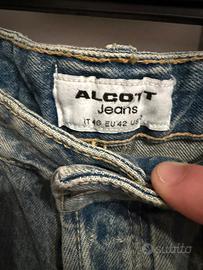 ALCOTT
Jeans
IT 46 EU 42 US
subito